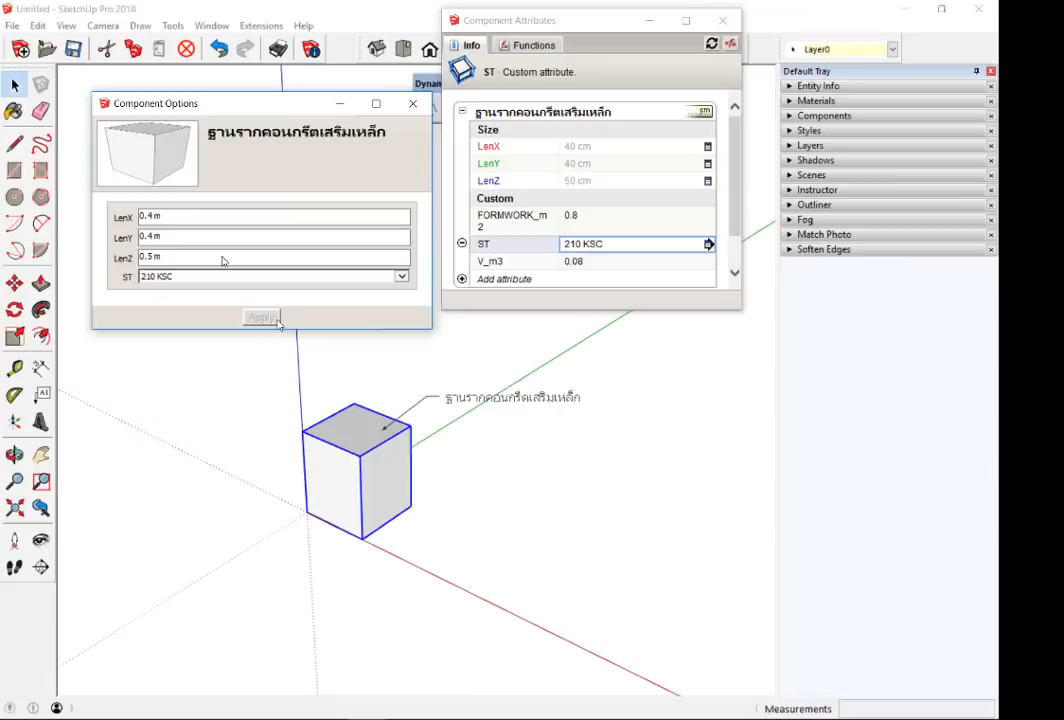 Untitled - SketchUp Pro 2018
File Edit View Camera Draw Tools Window Extensions Help
Component Attributes
Info Functions
ST - Custom attribute.
ฐานรากคอนกรีตเสริมเหล็ก cm
Size
LenX 40 cm
LenY 40 cm
LenZ 50 cm
Custom
FORMWORK_m
2 0.8
ST 210 KSC
V_m3 0.08
Add attribute
Component Options
ฐานรากคอนกรีตเสริมเหล็ก
LenX 0.4 m
LenY 0.4 m
LenZ 0.5 m
ST 210 KSC
Apply
Dynam
ฐานรากคอนกรีตเสริมเหล็ก
Layer0
Default Tray
Entity Info
Materials
Components
Styles
Layers
Shadows
Scenes
Instructor
Outliner
Fog
Match Photo
Soften Edges
Measurements